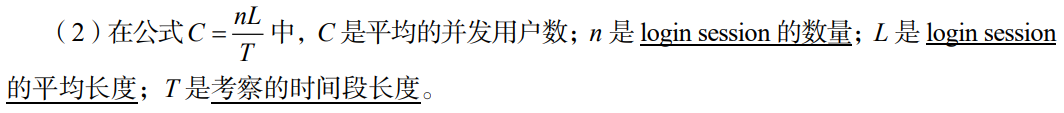 （2）在公式 C = nL/T 中，C 是平均的并发用户数；n 是 login session 的数量；L 是 login session
的平均长度；T 是考察的时间段长度。